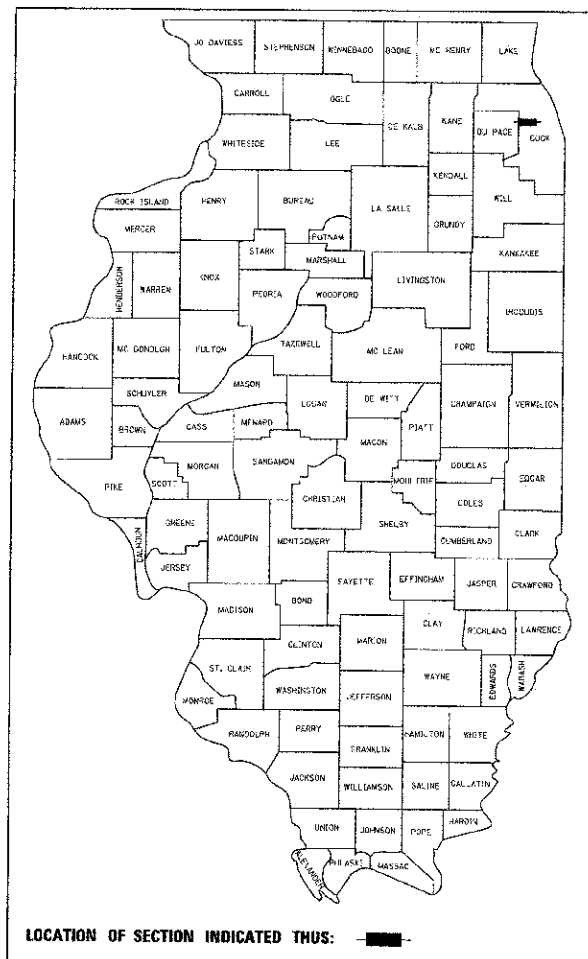 JO DAVIESS STEPHENSON WINNEBAGO BOONE MC HENRY LAKE
CARROLL OGLE DE KALB KANE DU PAGE COOK
WHITESIDE LEE KENDALL
ROCK ISLAND HENRY BUREAU LA SALLE GRUNDY WILL
MERCER PUTNAM KANKAKEE
STARK MARSHALL
HENDERSON WARREN KNOX PEORIA WOODFORD LIVINGSTON IROQUOIS
HANCOCK MC DONOUGH FULTON TAZEWELL MC LEAN FORD
SCHUYLER MASON LOGAN DE WITT CHAMPAIGN VERMILION
ADAMS BROWN CASS MENARD MACON PIATT
PIKE SCOTT MORGAN SANGAMON CHRISTIAN MOULTRIE DOUGLAS EDGAR
COLES
CALHOUN GREENE MACOUPIN MONTGOMERY SHELBY CUMBERLAND CLARK
JERSEY FAYETTE EFFINGHAM JASPER CRAWFORD
MADISON BOND CLAY RICHLAND LAWRENCE
CLINTON MARION
ST. CLAIR WASHINGTON JEFFERSON WAYNE EDWARDS WABASH
MONROE
RANDOLPH PERRY FRANKLIN HAMILTON WHITE
JACKSON WILLIAMSON SALINE GALLATIN
UNION JOHNSON POPE HARDIN
ALEXANDER PULASKI MASSAC
LOCATION OF SECTION INDICATED THUS: